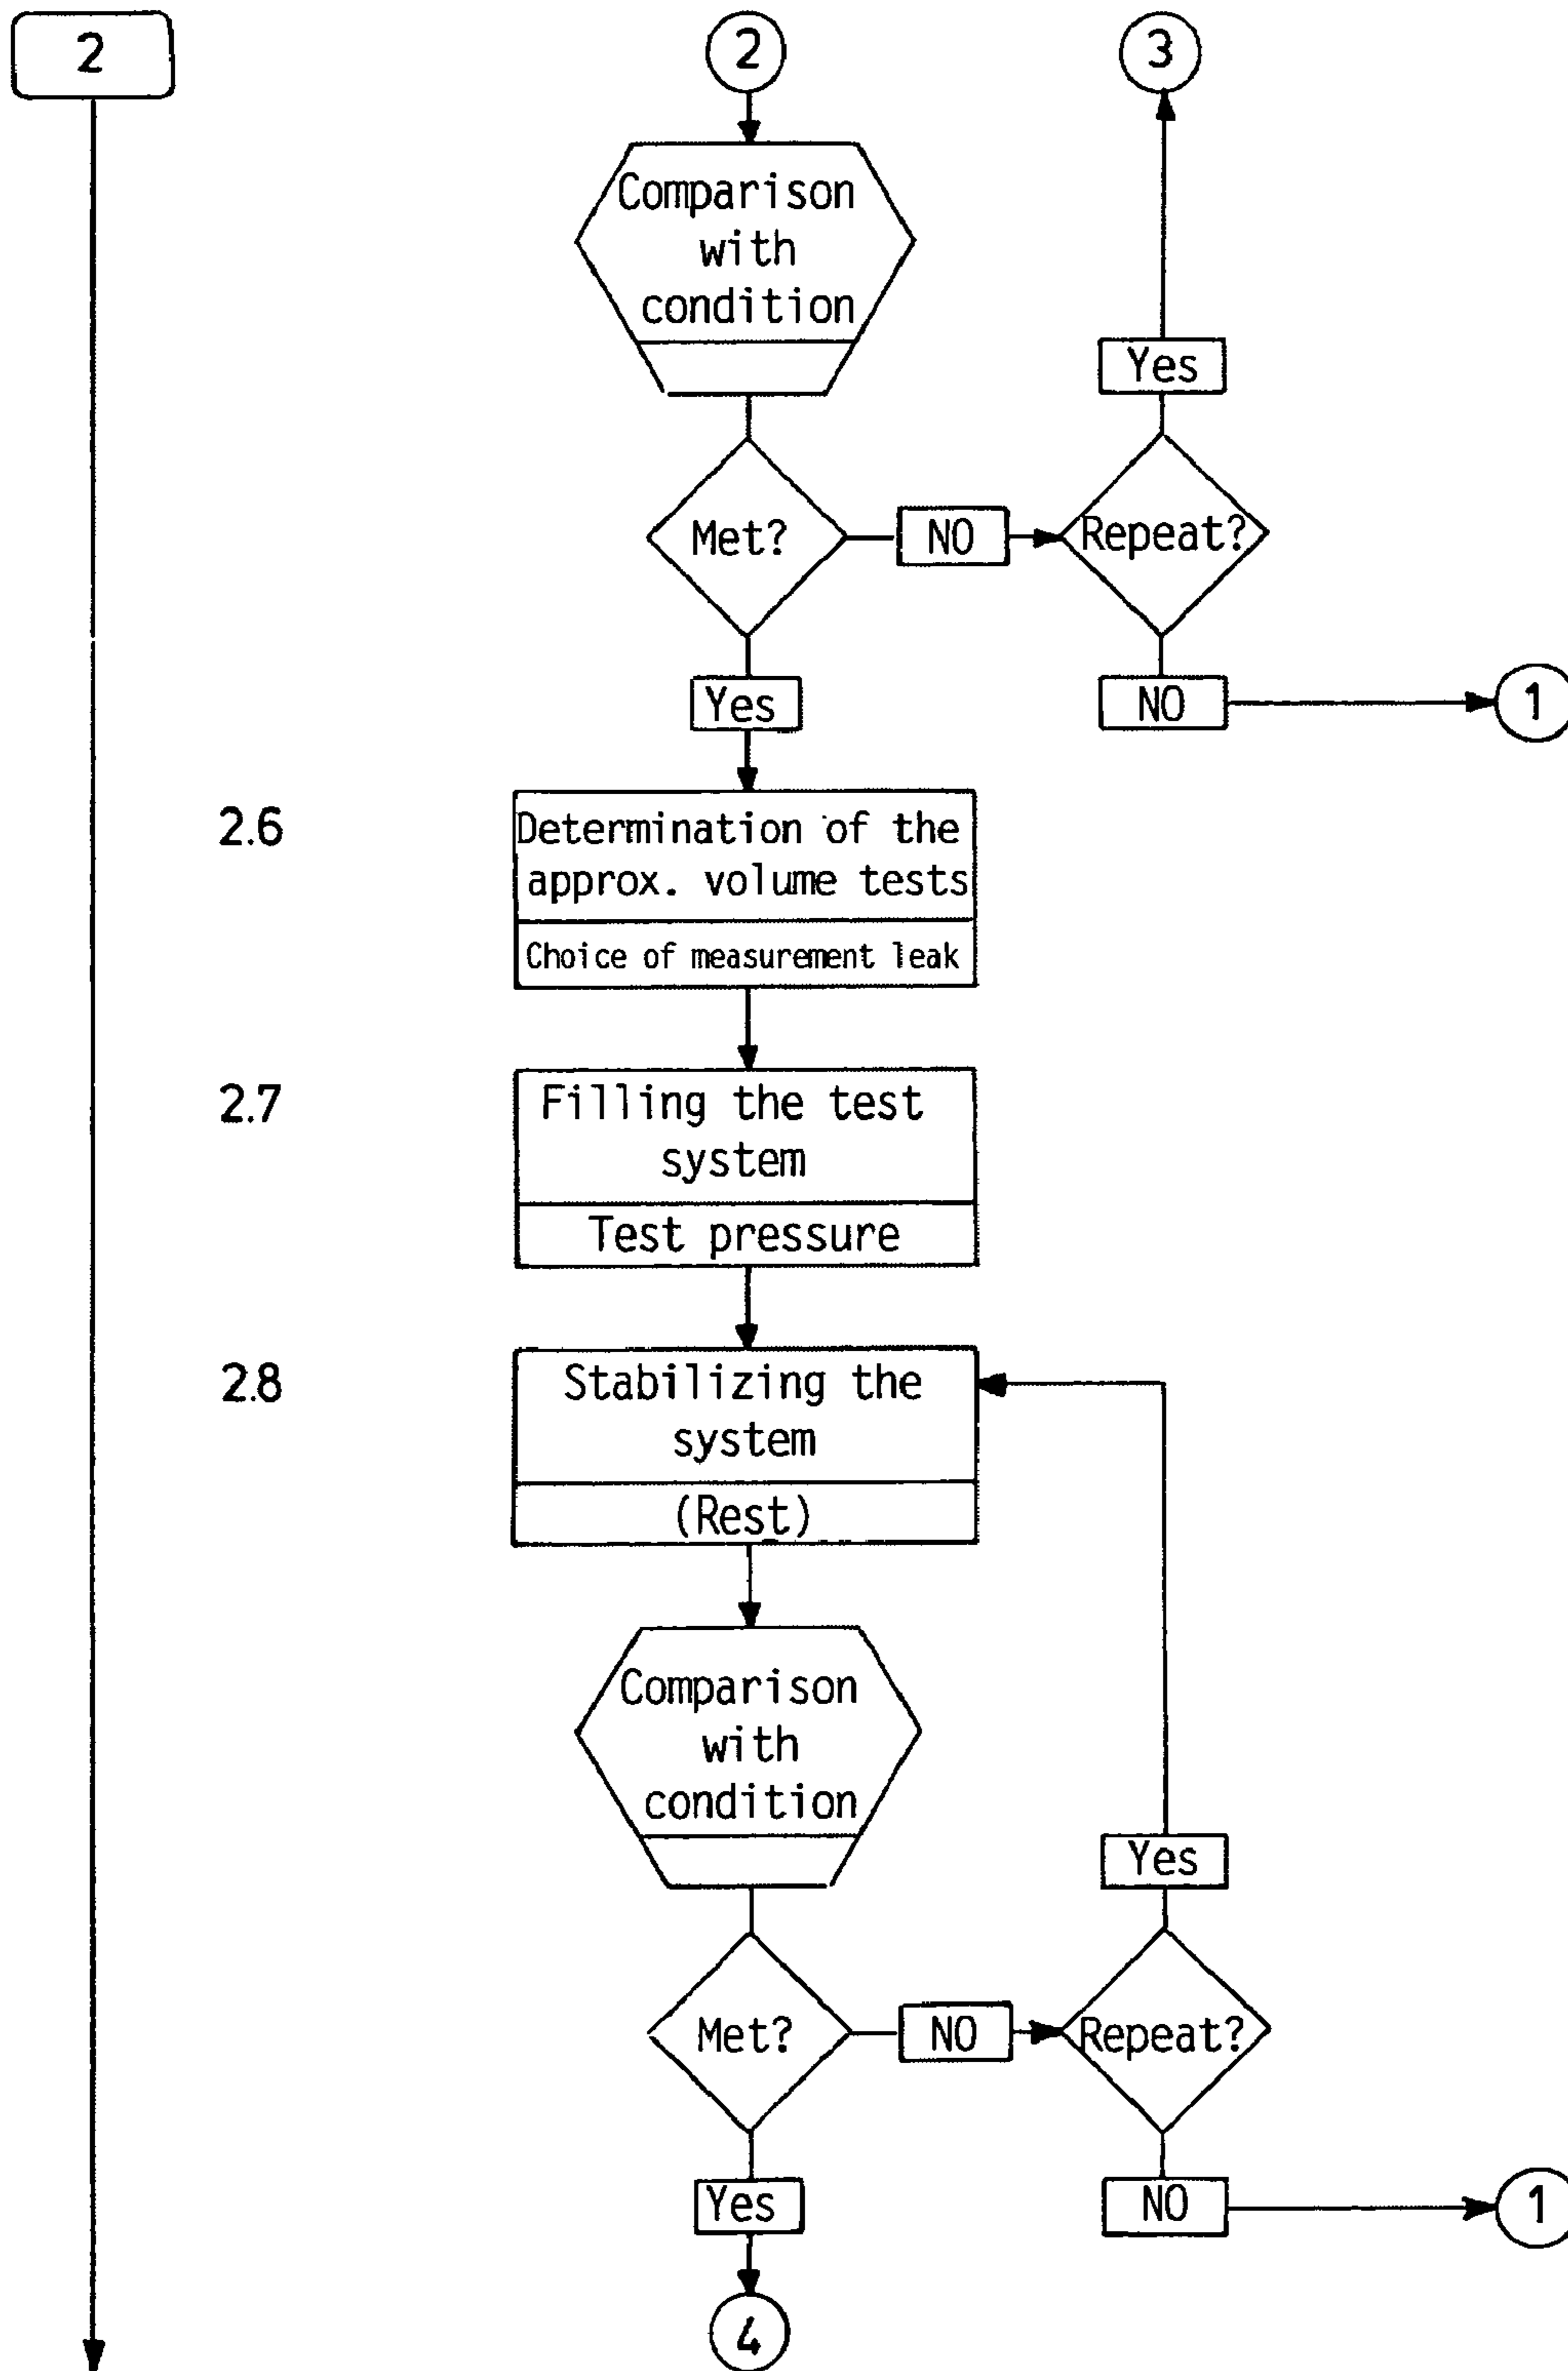 2
2
3
Comparison
with
condition
Yes
Met?
NO
Repeat?
Yes
NO
1
2.6
Determination of the
approx. volume tests
Choice of measurement leak
2.7
Filling the test
system
Test pressure
2.8
Stabilizing the
system
(Rest)
Comparison
with
condition
Yes
Met?
NO
Repeat?
Yes
NO
1
4